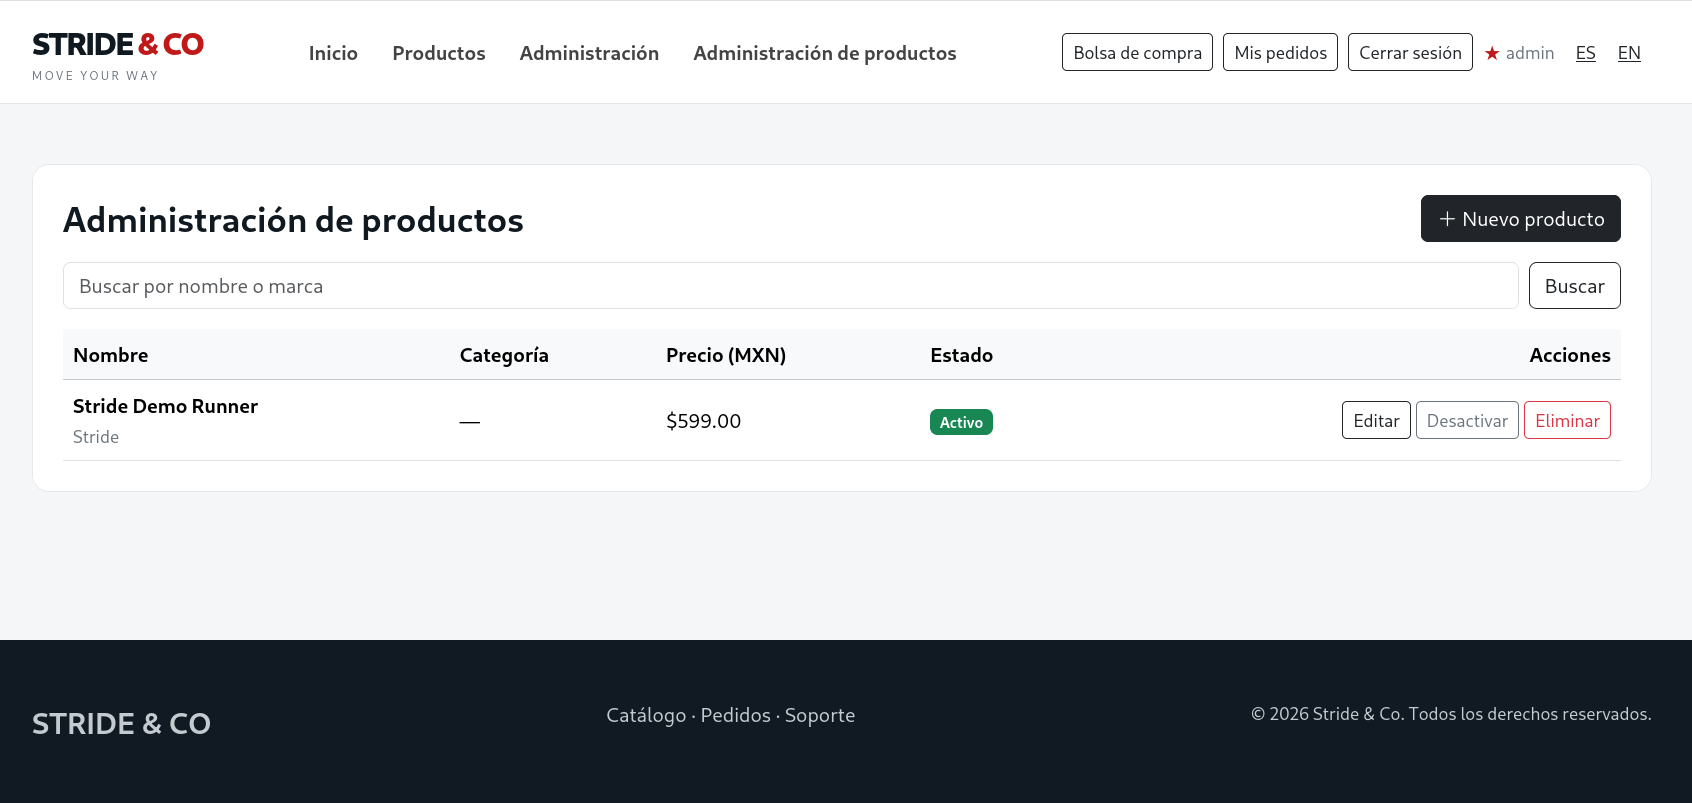 STRIDE & CO
MOVE YOUR WAY
Inicio Productos Administración Administración de productos
Bolsa de compra Mis pedidos Cerrar sesión ★ admin ES EN
Administración de productos
+ Nuevo producto
Buscar por nombre o marca
Buscar
Nombre Categoría Precio (MXN) Estado Acciones
Stride Demo Runner
Stride
— $599.00 Activo Editar Desactivar Eliminar
STRIDE & CO
Catálogo · Pedidos · Soporte
© 2026 Stride & Co. Todos los derechos reservados.